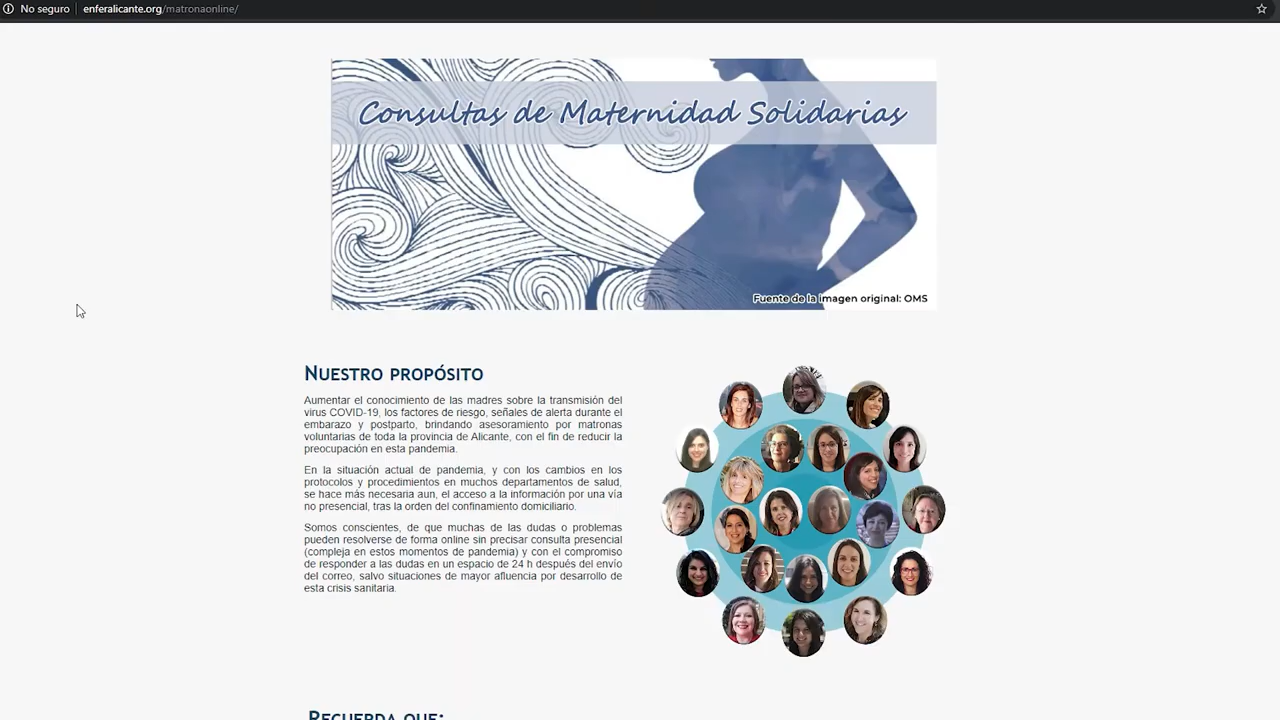 No seguro
enferalicante.org/matronaonline/
Consultas de Maternidad Solidarias
Fuente de la imagen original: OMS
Nuestro propósito
Aumentar el conocimiento de las madres sobre la transmisión del
virus COVID-19, los factores de riesgo, señales de alerta durante el
embarazo y postparto, brindando asesoramiento por matronas
voluntarias de toda la provincia de Alicante, con el fin de reducir la
preocupación en esta pandemia.
En la situación actual de pandemia, y con los cambios en los
protocolos y procedimientos en muchos departamentos de salud,
se hace más necesaria aun, el acceso a la información por una vía
no presencial, tras la orden del confinamiento domiciliario.
Somos conscientes, de que muchas de las dudas o problemas
pueden resolverse de forma online sin precisar consulta presencial
(compleja en estos momentos de pandemia) y con el compromiso
de responder a las dudas en un espacio de 24 h después del envío
del correo, salvo situaciones de mayor afluencia por desarrollo de
esta crisis sanitaria.
Recuerda que: